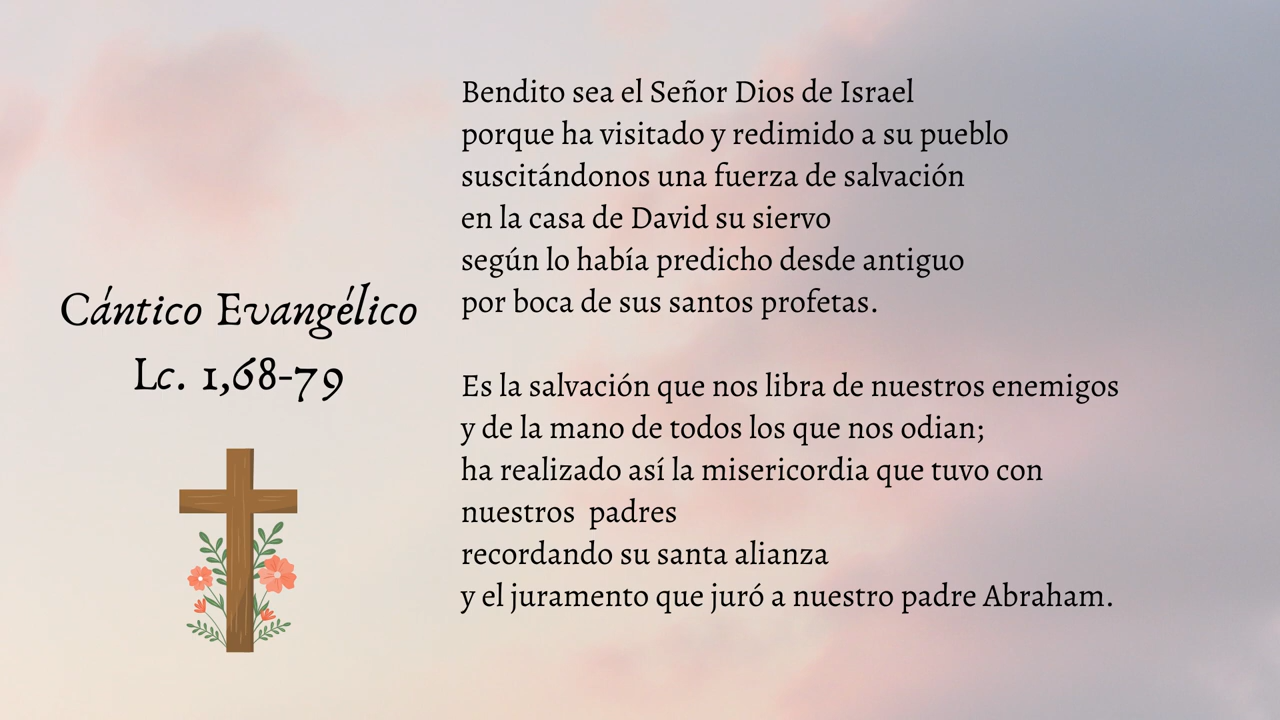 Cántico Evangélico
Lc. 1,68-79
Bendito sea el Señor Dios de Israel
porque ha visitado y redimido a su pueblo
suscitándonos una fuerza de salvación
en la casa de David su siervo
según lo había predicho desde antiguo
por boca de sus santos profetas.
Es la salvación que nos libra de nuestros enemigos
y de la mano de todos los que nos odian;
ha realizado así la misericordia que tuvo con
nuestros  padres
recordando su santa alianza
y el juramento que juró a nuestro padre Abraham.